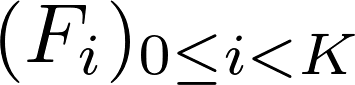 $(F_i)_{0 \leq i < K}$